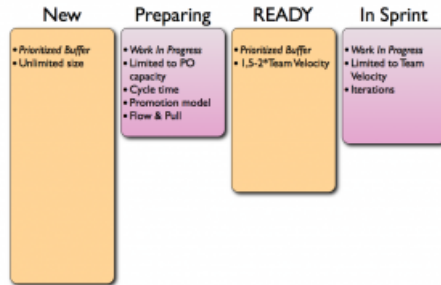 New
• Prioritized Buffer
• Unlimited size
Preparing
• Work In Progress
• Limited to PO
capacity
• Cycle time
• Promotion model
• Flow & Pull
READY
• Prioritized Buffer
• 1,5-2*Team Velocity
In Sprint
• Work In Progress
• Limited to Team
Velocity
• Iterations